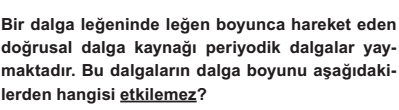 Bir dalga leğeninde leğen boyunca hareket eden
doğrusal dalga kaynağı periyodik dalgalar yay-
maktadır. Bu dalgaların dalga boyunu aşağıdaki-
lerden hangisi etkilemez?